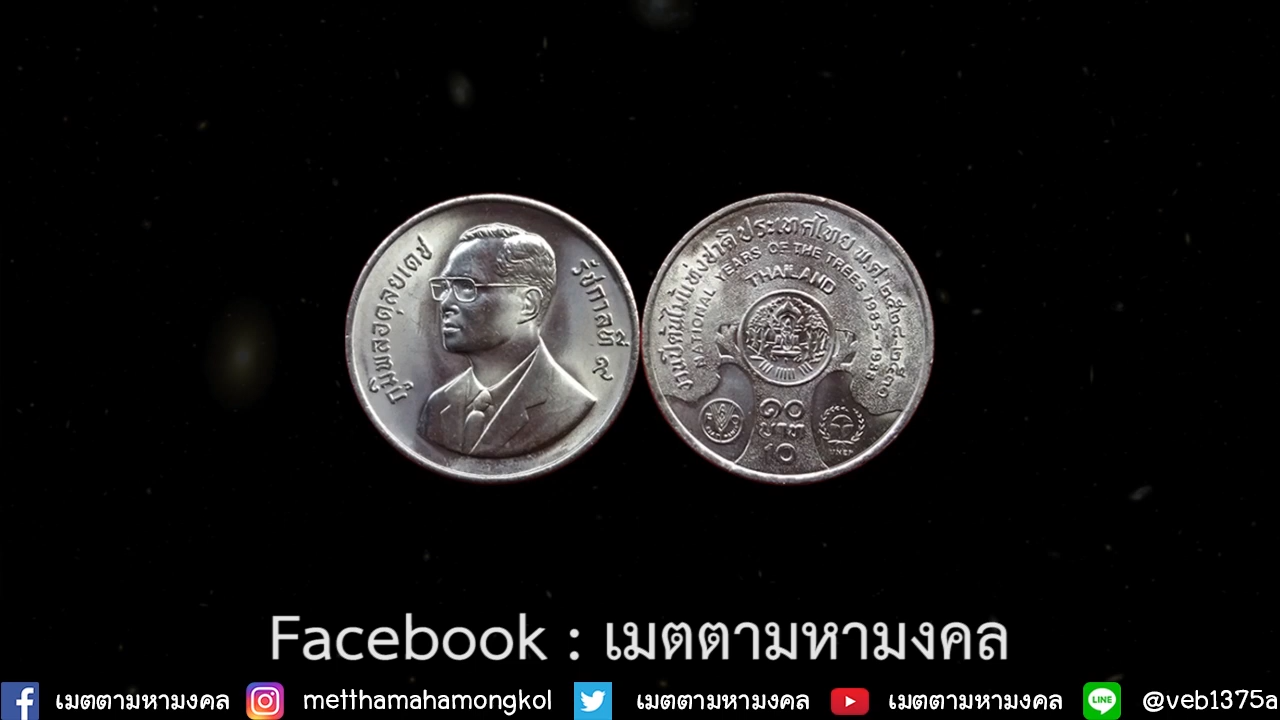 ภูมิพลอดุลยเดช
รัชกาลที่ ๙
งานปีต้นไม้แห่งชาติ ประเทศไทย พ.ศ. ๒๕๒๘-๒๕๓๑
NATIONAL YEARS OF THE TREES 1985-1988
THAILAND
๑๐
บาท
10
UNEP
Facebook : เมตตามหามงคล
เมตตามหามงคล
metthamahamongkol
เมตตามหามงคล
เมตตามหามงคล
LINE
@veb1375a